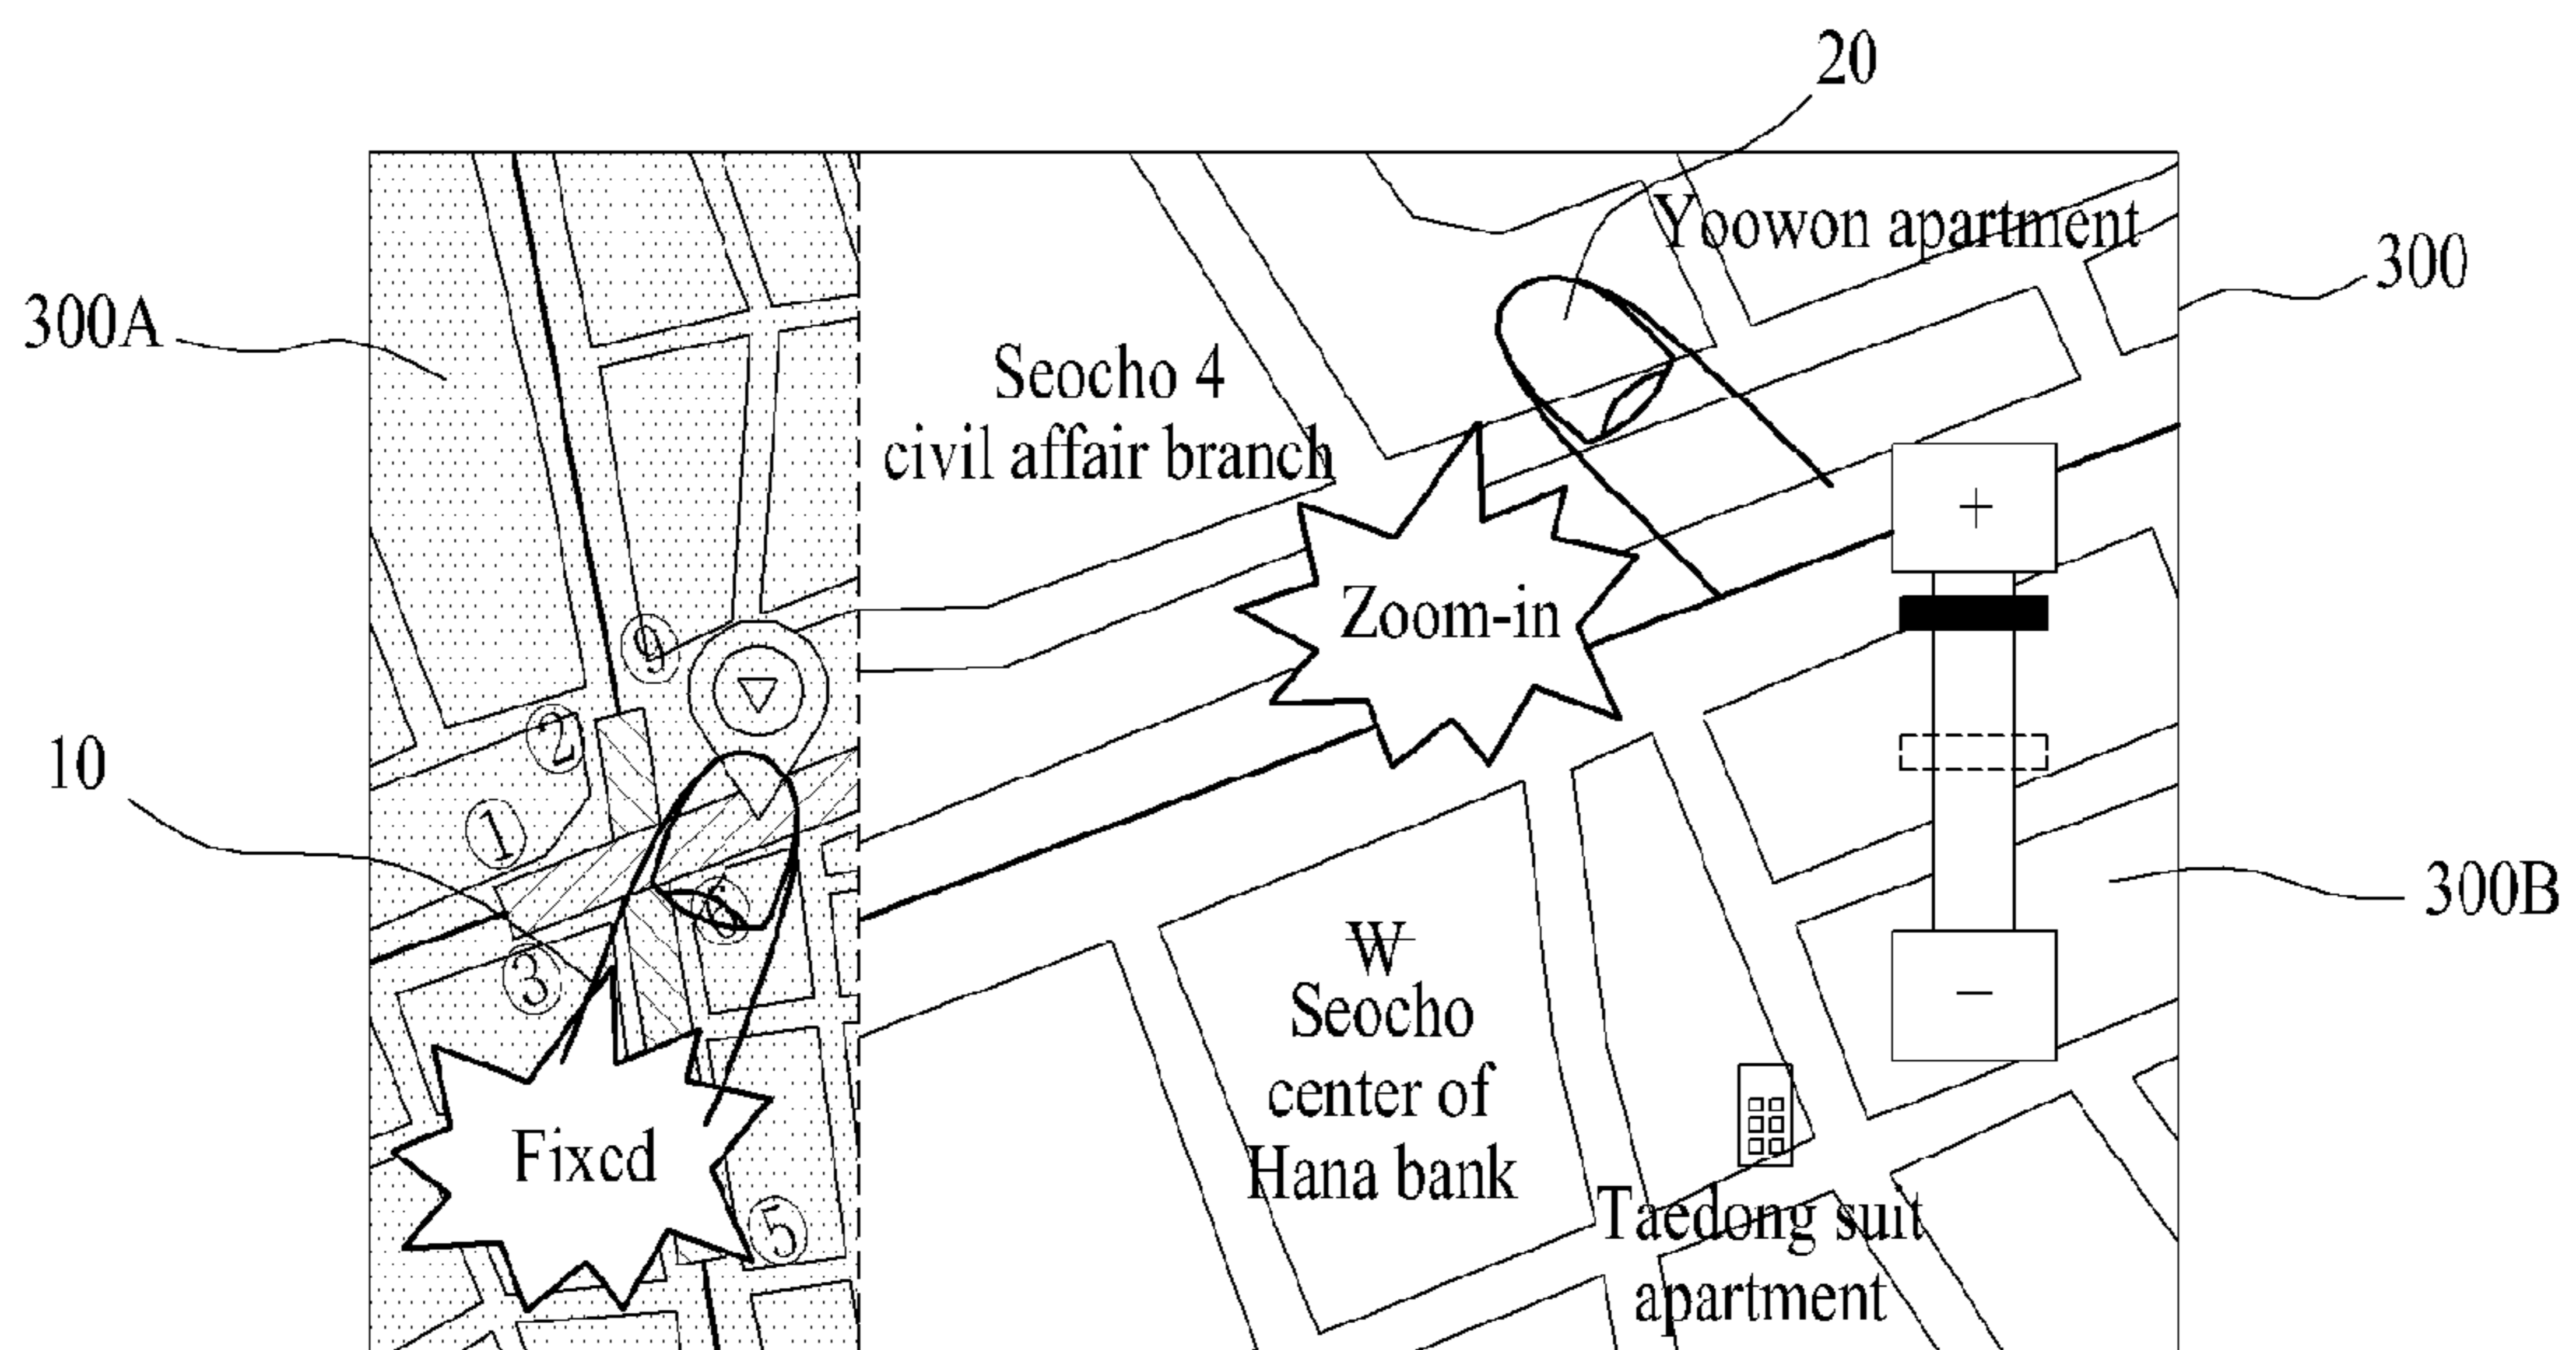 20
Yoowon apartment
300
300A
Seocho 4
civil affair branch
+
Zoom-in
9
2
10
1
300B
6
3
W
Seocho
center of
Hana bank
−
Fixcd
5
Taedong suit
apartment